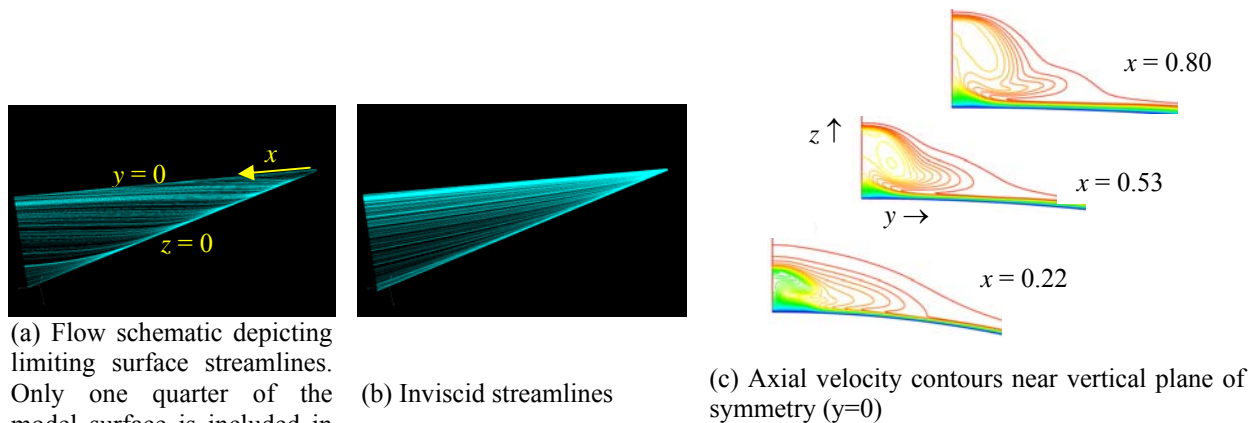 x
y = 0
z = 0
(a) Flow schematic depicting
limiting surface streamlines.
Only one quarter of the
model surface is included in
(b) Inviscid streamlines
x = 0.80
z ↑
x = 0.53
y →
x = 0.22
(c) Axial velocity contours near vertical plane of
symmetry (y=0)